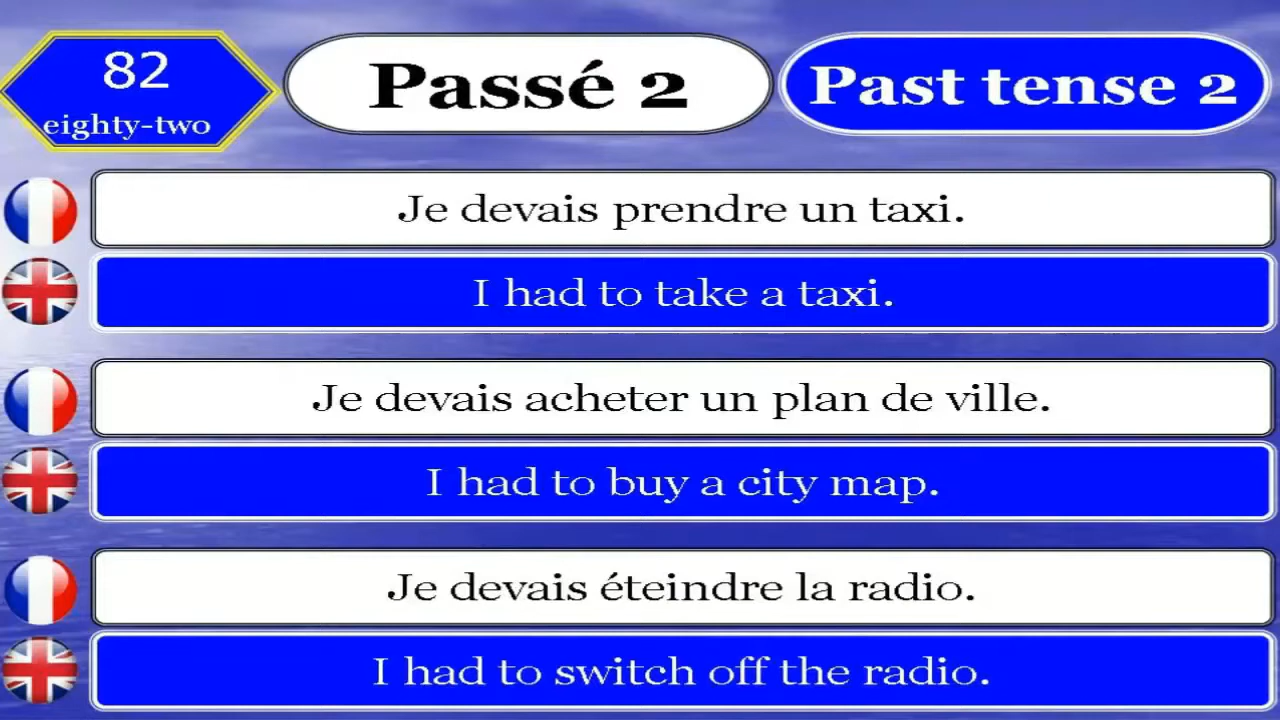 82
eighty-two
Passé 2
Past tense 2
Je devais prendre un taxi.
I had to take a taxi.
Je devais acheter un plan de ville.
I had to buy a city map.
Je devais éteindre la radio.
I had to switch off the radio.